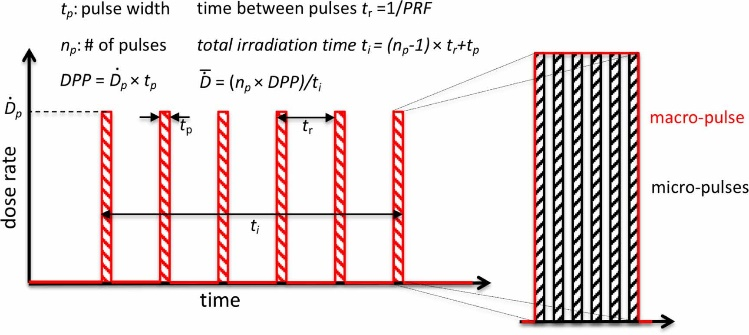 tp: pulse width time between pulses tr =1/PRF
np: # of pulses total irradiation time ti = (np-1) × tr+tp
DPP = Ḋp × tp D̄̇ = (np × DPP)/ti
Ḋp
tp
tr
ti
dose rate
time
macro-pulse
micro-pulses